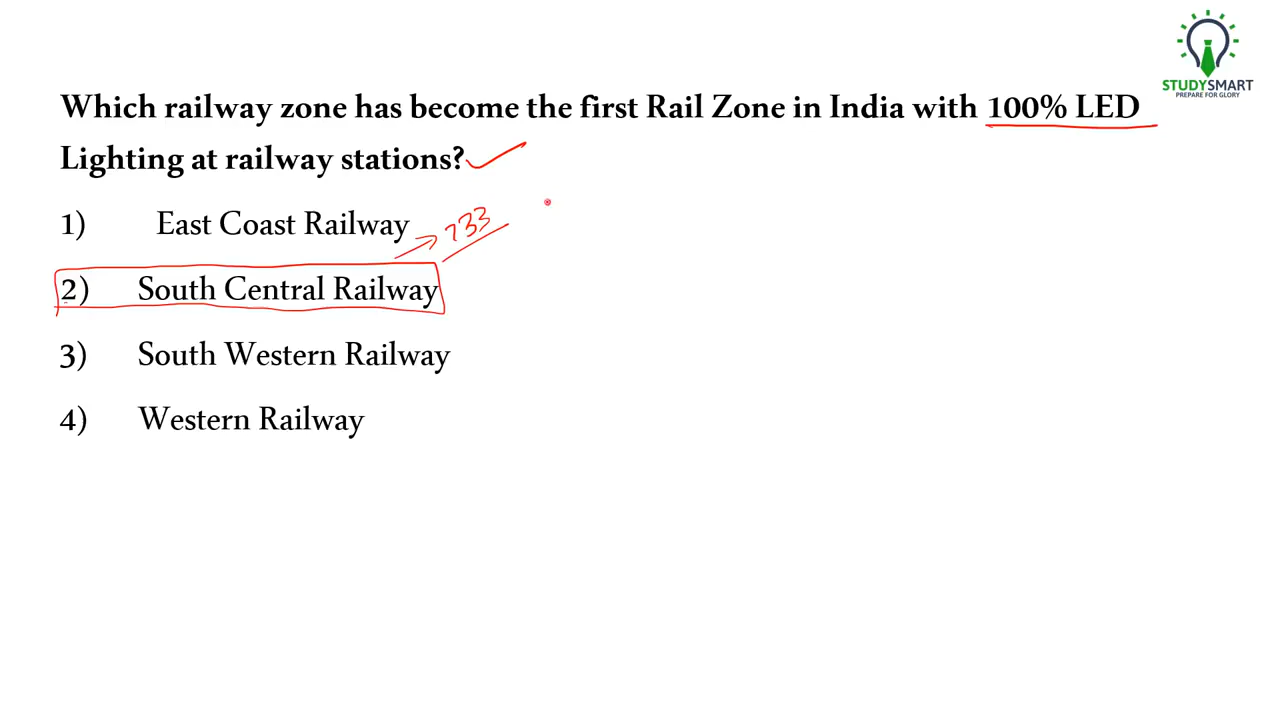 STUDYSMART
PREPARE FOR GLORY
Which railway zone has become the first Rail Zone in India with 100% LED
Lighting at railway stations?
1) East Coast Railway
733
2) South Central Railway
3) South Western Railway
4) Western Railway